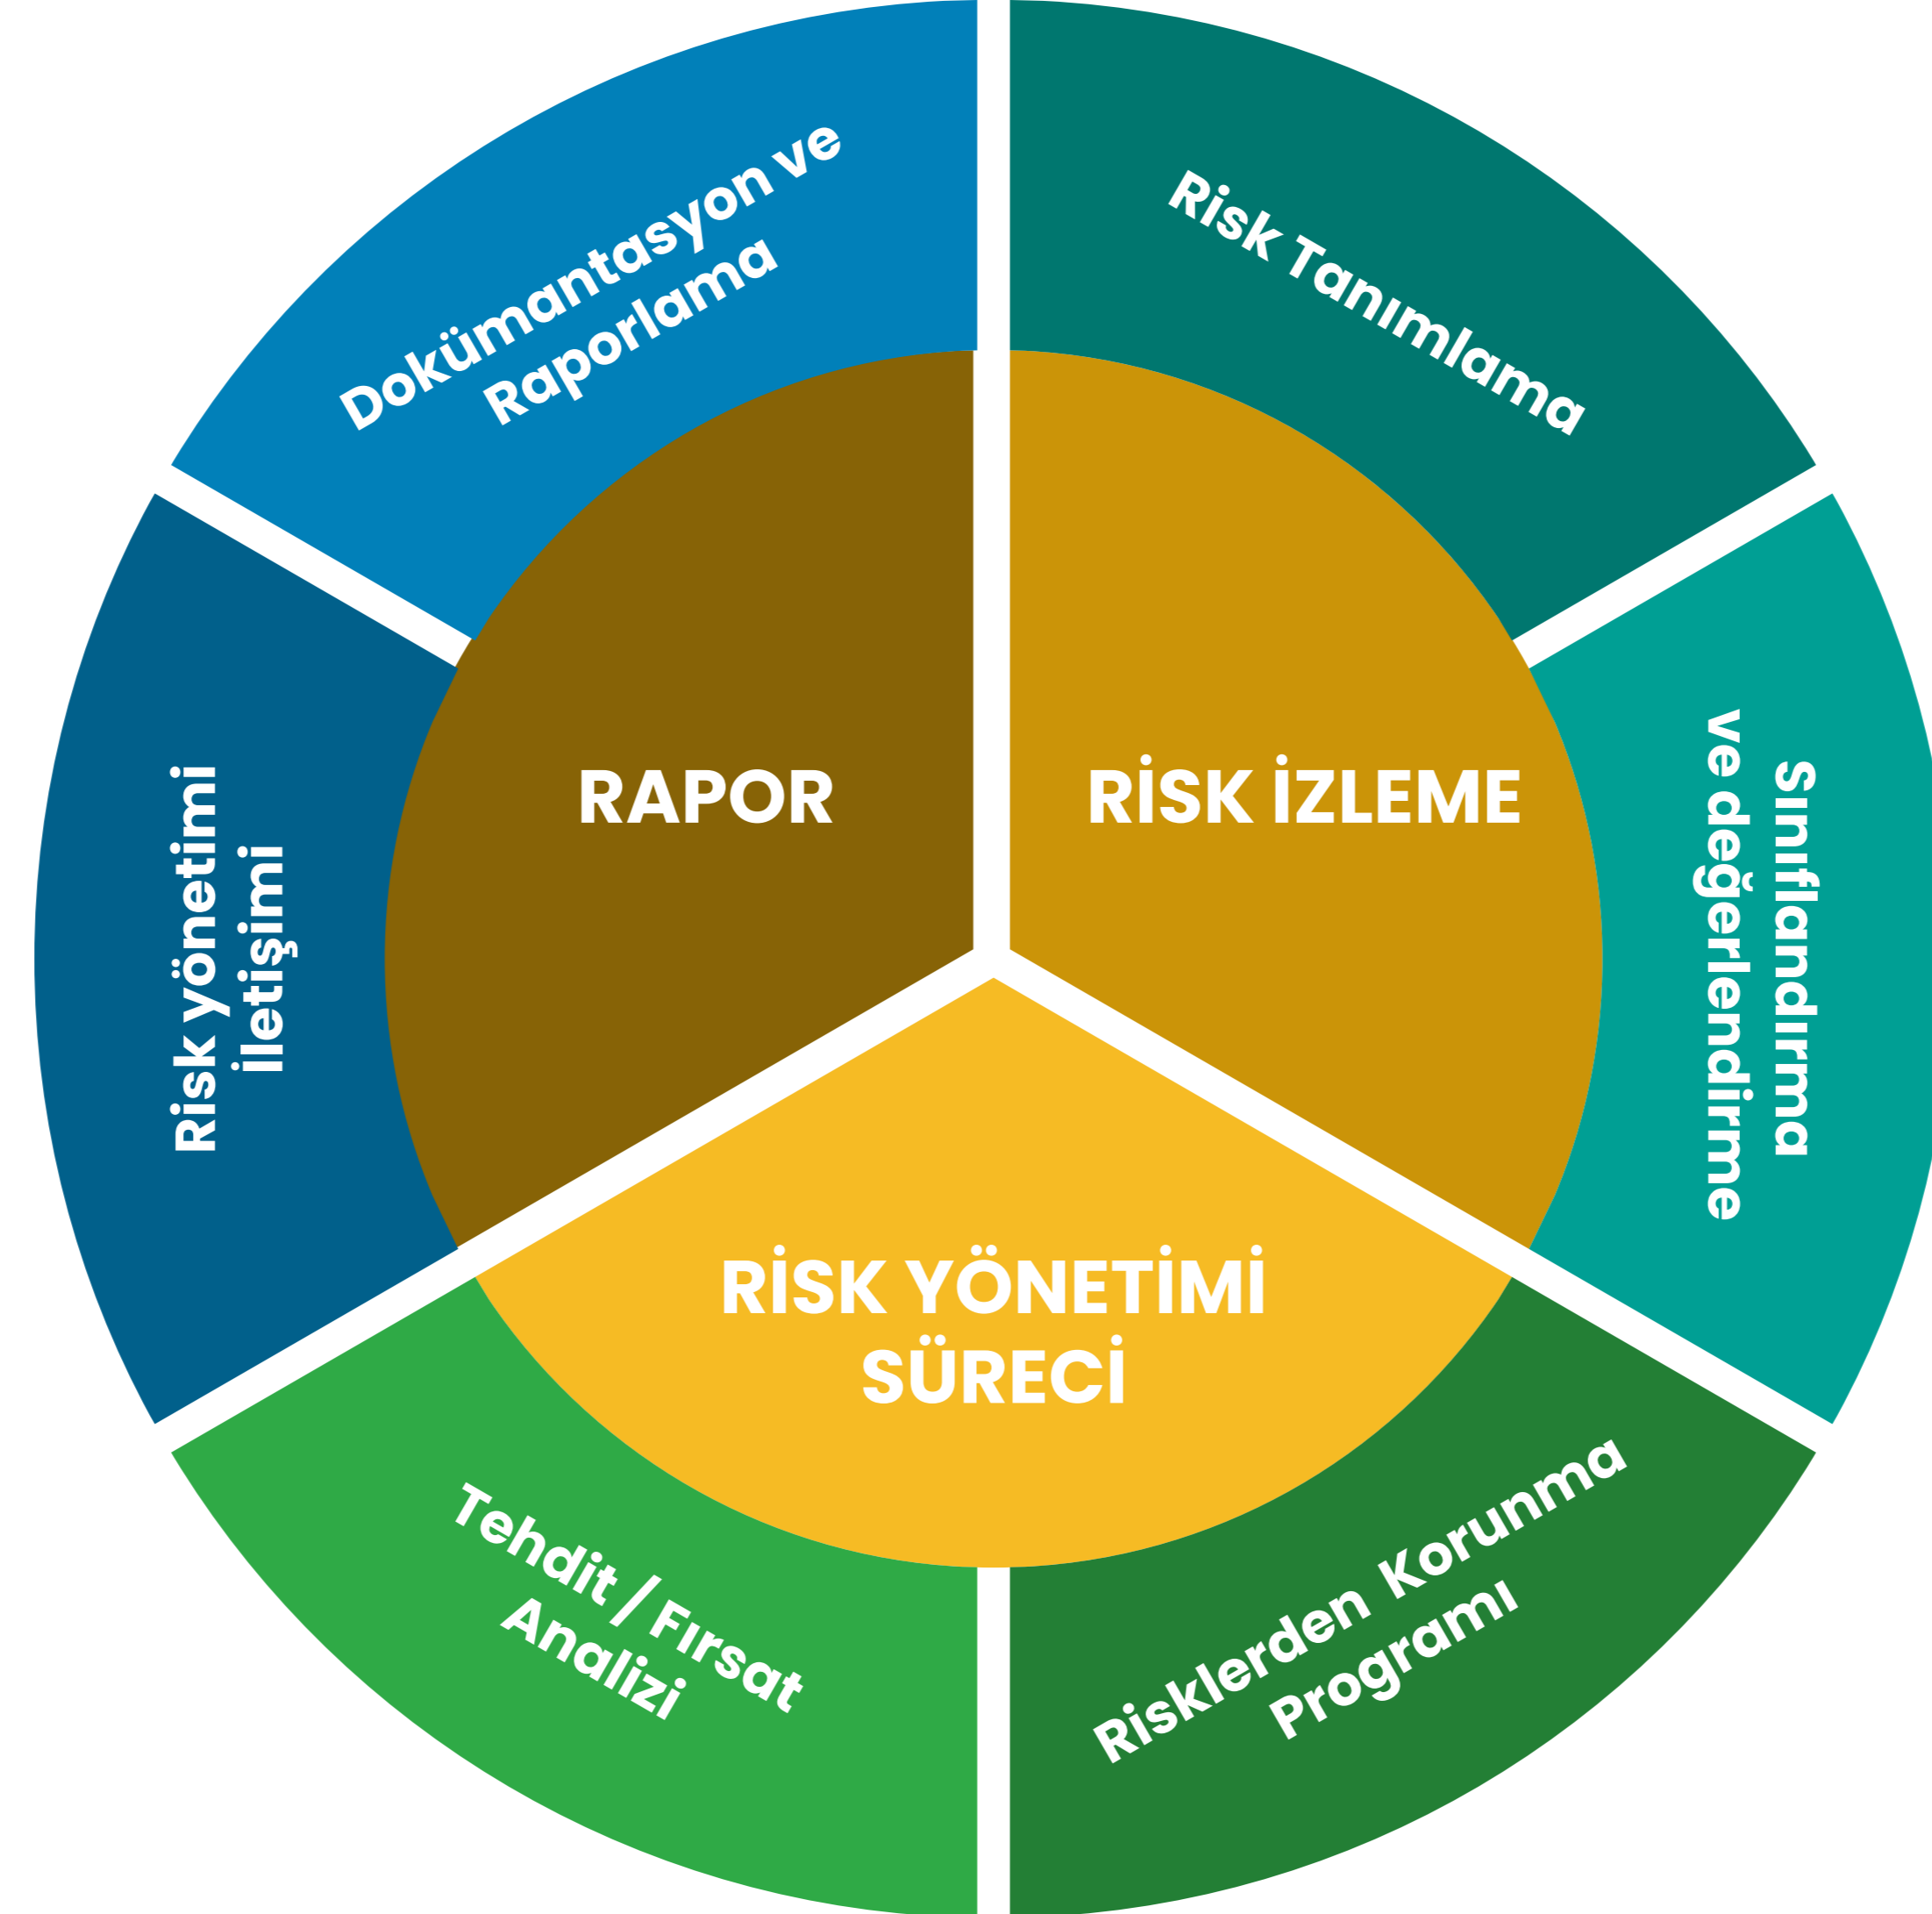 Dokümantasyon ve
Raporlama
Risk Tanımlama
RAPOR
RİSK İZLEME
Risk yönetimi
İletişimi
Sınıflandırma
ve değerlendirme
RİSK YÖNETİMİ
SÜRECİ
Tehdit / Fırsat
Analizi
Risklerden Korunma
Programı